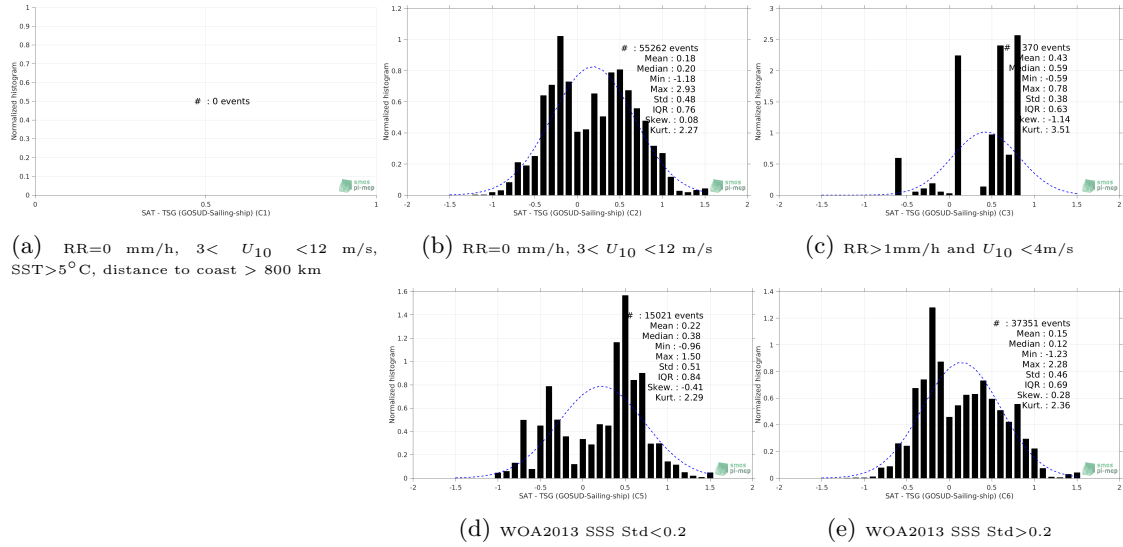 1
0.9
0.8
0.7
0.6
0.5
0.4
0.3
0.2
0.1
0
Normalized histogram
# : 0 events
0 0.5 1
SAT - TSG (GOSUD-Sailing-ship) (C1)
smos
pi-mep
(a) RR=0 mm/h, 3< U10 <12 m/s,
SST>5°C, distance to coast > 800 km
1.2
1
0.8
0.6
0.4
0.2
0
Normalized histogram
# : 55262 events
Mean : 0.18
Median : 0.20
Min : -1.18
Max : 2.93
Std : 0.48
IQR : 0.76
Skew. : 0.08
Kurt. : 2.27
-2 -1.5 -1 -0.5 0 0.5 1 1.5 2
SAT - TSG (GOSUD-Sailing-ship) (C2)
smos
pi-mep
(b) RR=0 mm/h, 3< U10 <12 m/s
3
2.5
2
1.5
1
0.5
0
Normalized histogram
# : 370 events
Mean : 0.43
Median : 0.59
Min : -0.59
Max : 0.78
Std : 0.38
IQR : 0.63
Skew. : -1.14
Kurt. : 3.51
-2 -1.5 -1 -0.5 0 0.5 1 1.5 2
SAT - TSG (GOSUD-Sailing-ship) (C3)
smos
pi-mep
(c) RR>1mm/h and U10 <4m/s
1.6
1.4
1.2
1
0.8
0.6
0.4
0.2
0
Normalized histogram
# : 15021 events
Mean : 0.22
Median : 0.38
Min : -0.96
Max : 1.50
Std : 0.51
IQR : 0.84
Skew. : -0.41
Kurt. : 2.29
-2 -1.5 -1 -0.5 0 0.5 1 1.5 2
SAT - TSG (GOSUD-Sailing-ship) (C5)
smos
pi-mep
(d) WOA2013 SSS Std<0.2
1.4
1.2
1
0.8
0.6
0.4
0.2
0
Normalized histogram
# : 37351 events
Mean : 0.15
Median : 0.12
Min : -1.23
Max : 2.28
Std : 0.46
IQR : 0.69
Skew. : 0.28
Kurt. : 2.36
-2 -1.5 -1 -0.5 0 0.5 1 1.5 2
SAT - TSG (GOSUD-Sailing-ship) (C6)
smos
pi-mep
(e) WOA2013 SSS Std>0.2